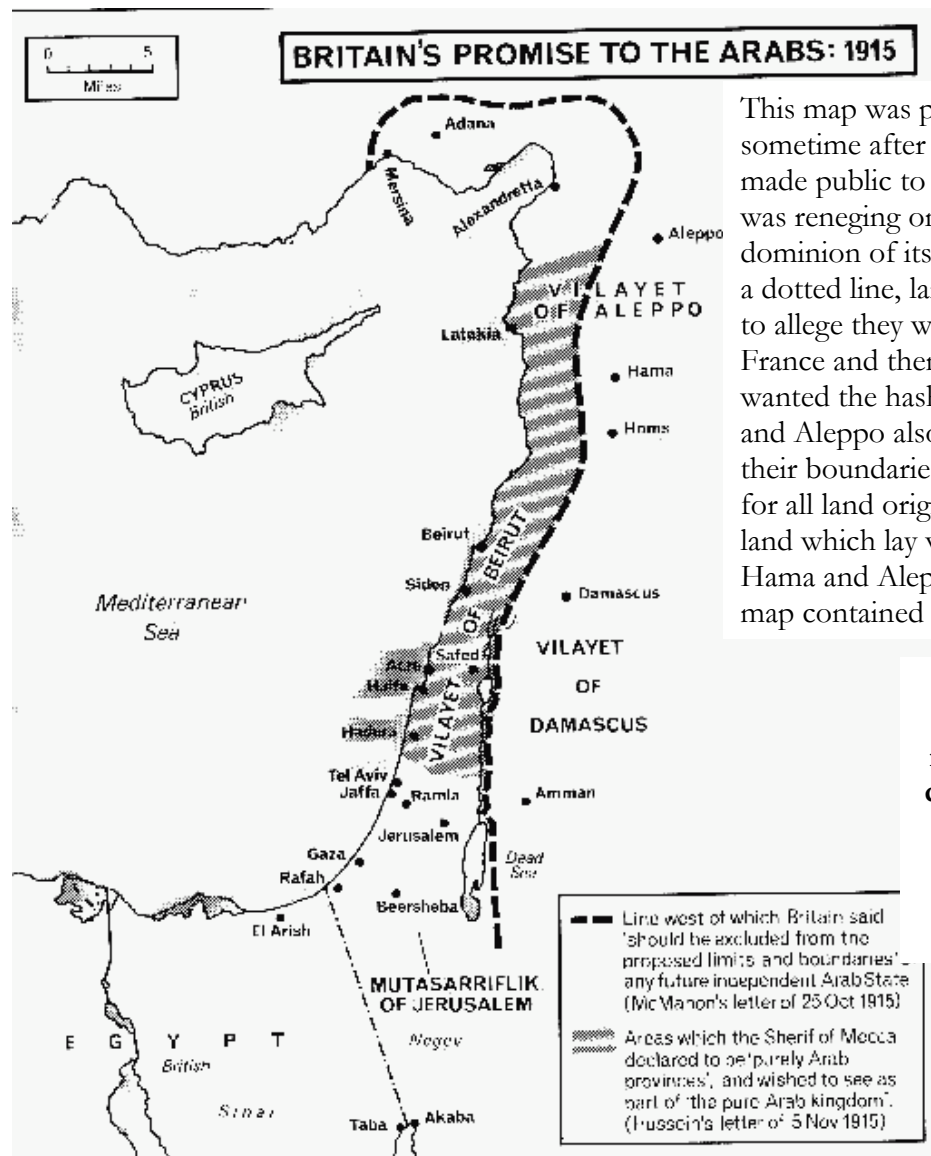 0 5
Miles
BRITAIN'S PROMISE TO THE ARABS: 1915
This map was p
sometime after
made public to
was reneging on
dominion of its
a dotted line, la
to allege they w
France and ther
wanted the hasl
and Aleppo also
their boundarie
for all land orig
land which lay v
Hama and Alep
map contained
Adana
Mersina
Alexandretta
Aleppo
VILAYET
OF ALEPPO
Latakia
Hama
Homs
CYPRUS
British
Beirut
Sidon
VILAYET OF BEIRUT
Damascus
Mediterranean
Sea
VILAYET
OF
DAMASCUS
Acre
Safed
Haifa
Hadera
Tel Aviv
Jaffa
Ramla
Amman
Jerusalem
Gaza
Rafah
Dead
Sea
Beersheba
El Arish
MUTASARRIFLIK
OF JERUSALEM
EGYPT
British
Negev
Sinai
Taba
Akaba
Line west of which Britain said
'should be excluded from the
proposed limits and boundaries'
any future independent Arab State
(McMahon's letter of 25 Oct 1915)
Areas which the Sherif of Mecca
declared to be 'purely Arab
provinces', and wished to see as
part of 'the pure Arab kingdom'.
(Hussein's letter of 5 Nov 1915)